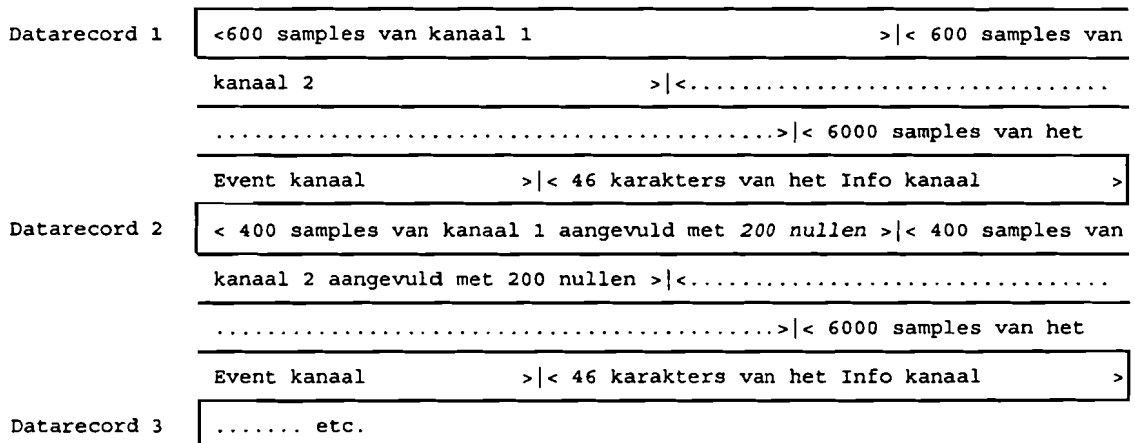 Datarecord 1 <600 samples van kanaal 1 >|< 600 samples van
kanaal 2 >|<.................................
............................................>|< 6000 samples van het
Event kanaal >|< 46 karakters van het Info kanaal >
Datarecord 2 < 400 samples van kanaal 1 aangevuld met 200 nullen >|< 400 samples van
kanaal 2 aangevuld met 200 nullen >|<.................................
............................................>|< 6000 samples van het
Event kanaal >|< 46 karakters van het Info kanaal >
Datarecord 3 ....... etc.